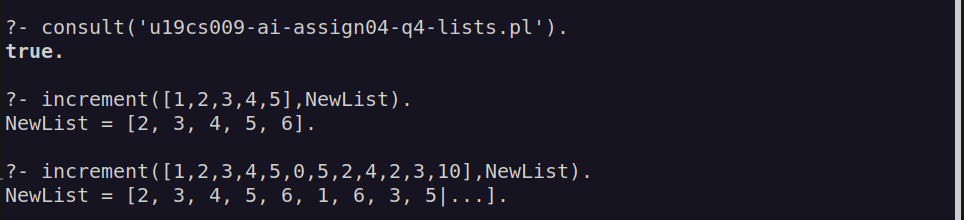 ?- consult('u19cs009-ai-assign04-q4-lists.pl').
true.
?- increment([1,2,3,4,5],NewList).
NewList = [2, 3, 4, 5, 6].
?- increment([1,2,3,4,5,0,5,2,4,2,3,10],NewList).
NewList = [2, 3, 4, 5, 6, 1, 6, 3, 5|...].